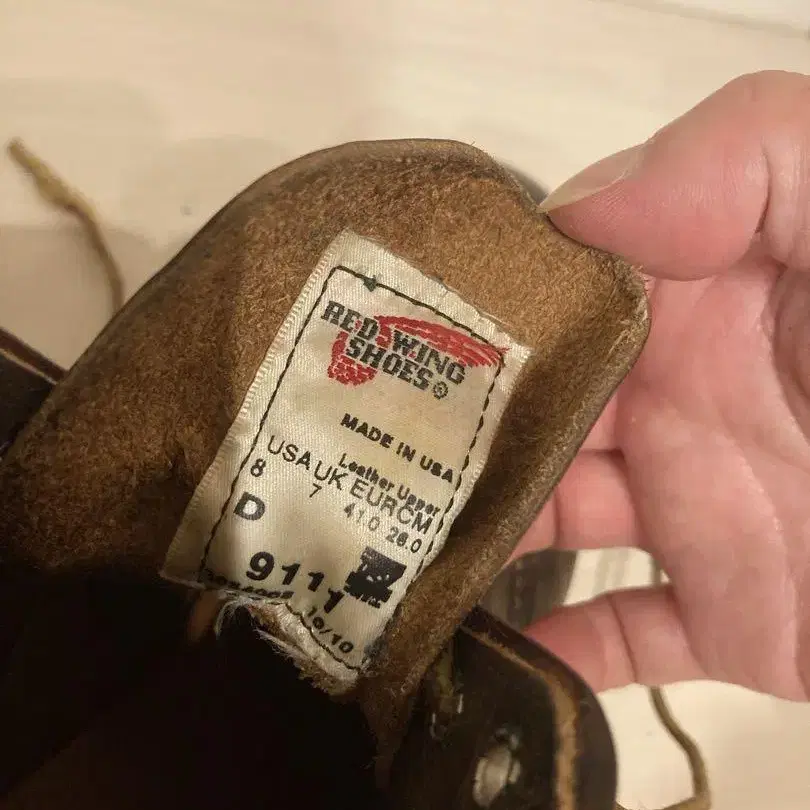 RED WING
SHOES®
MADE IN USA
Leather Upper
USA UK EUR CM
8 7 41.0 26.0
D
9111
10/10